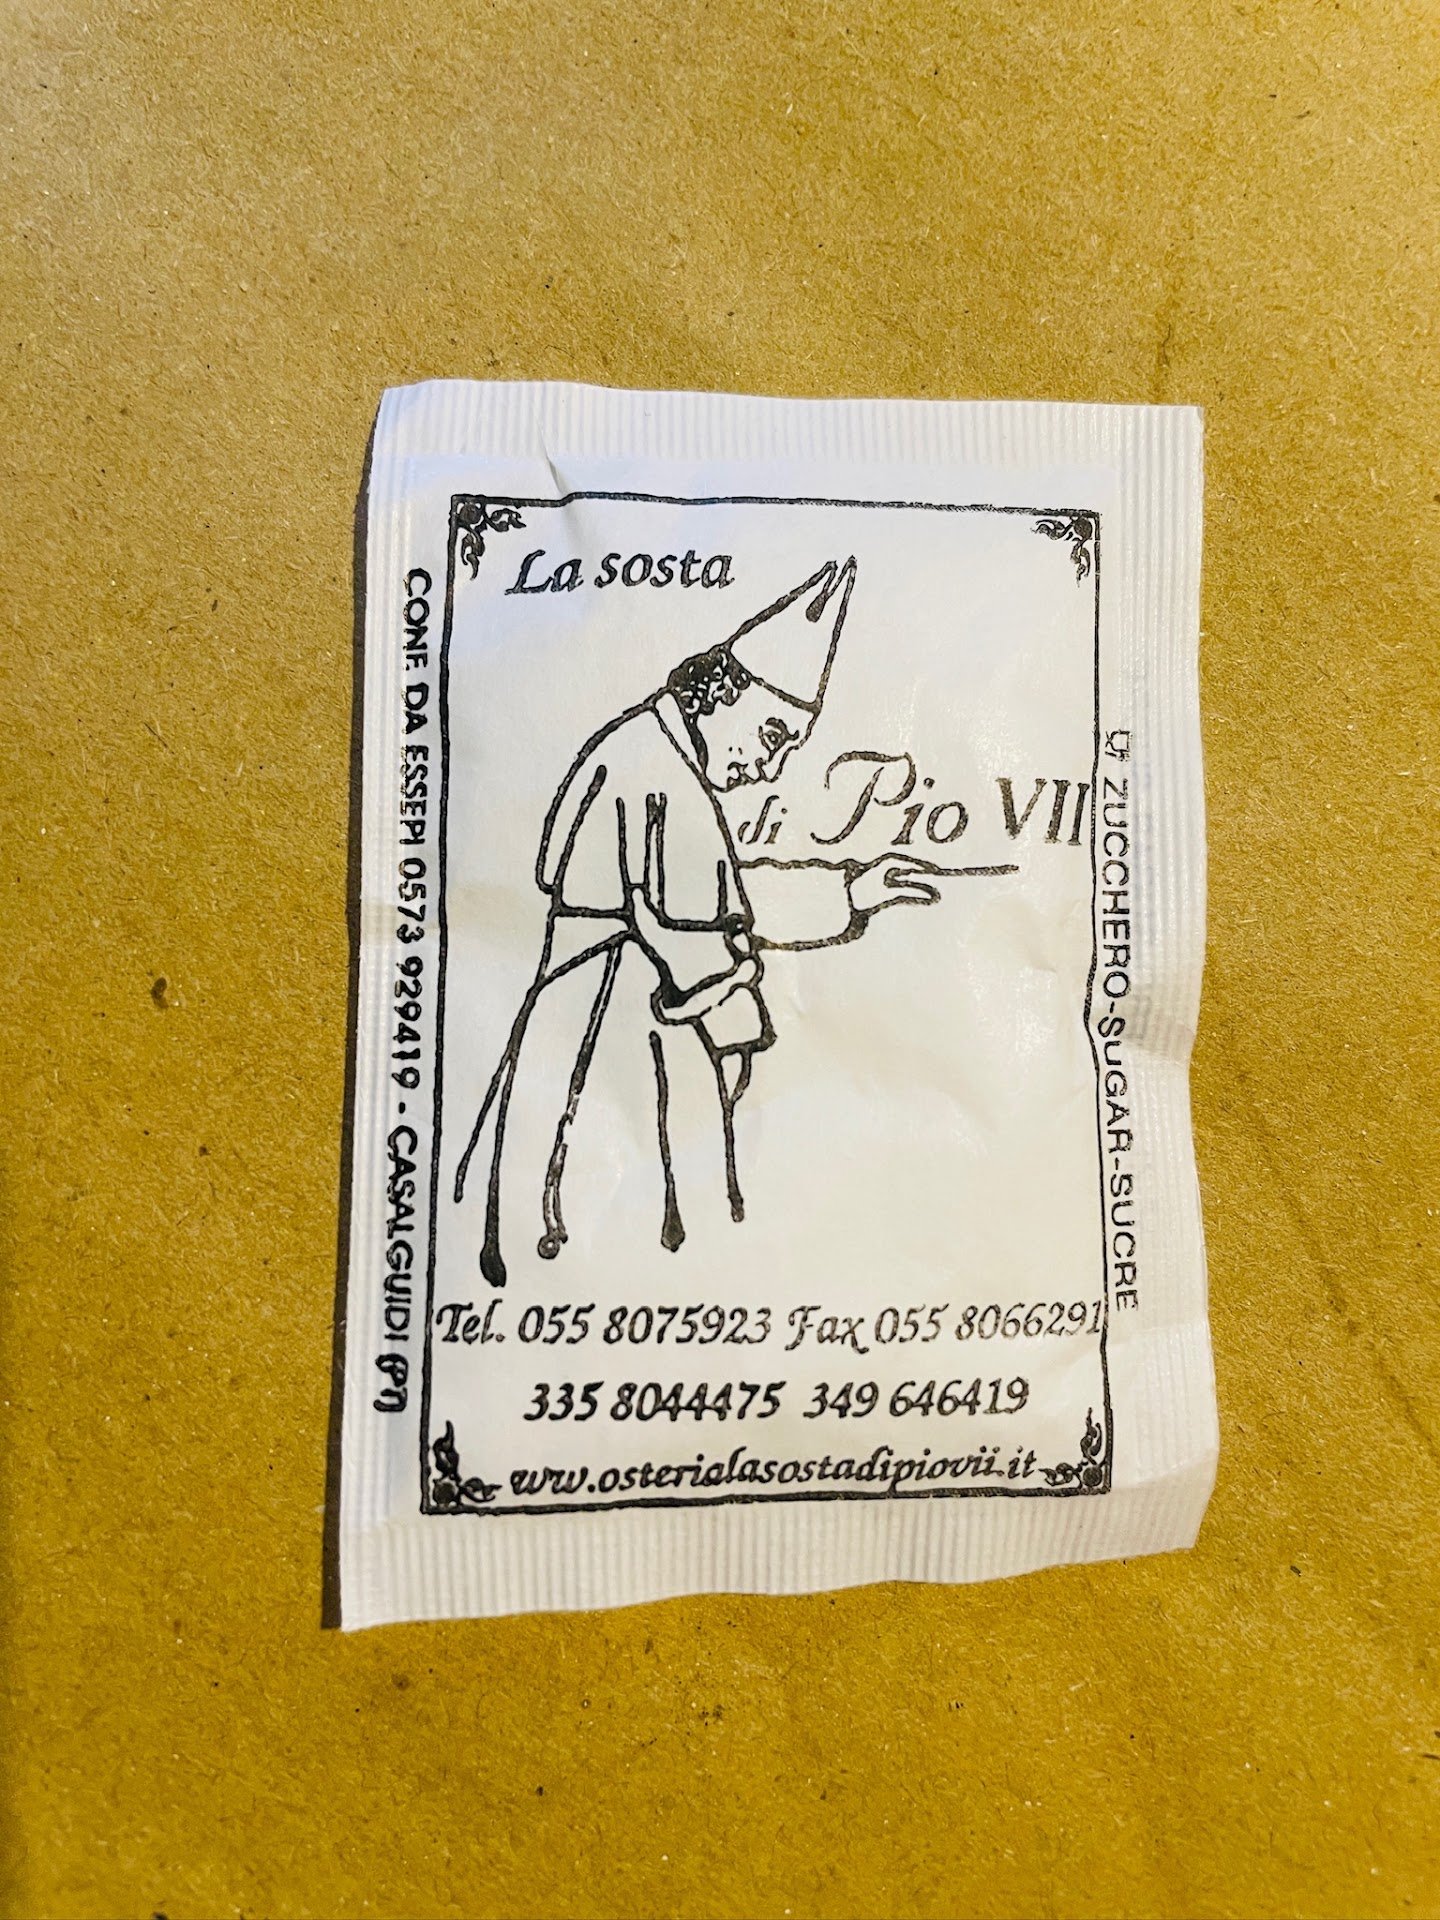 La sosta
di Pio VII
Tel. 055 8075923 Fax 055 8066291
335 8044475 349 646419
www.osterialasostadipiovii.it
CONF. DA ESSEPI 0573 929419 - CASALGUIDI (PT)
ZUCCHERO-SUGAR-SUCRE